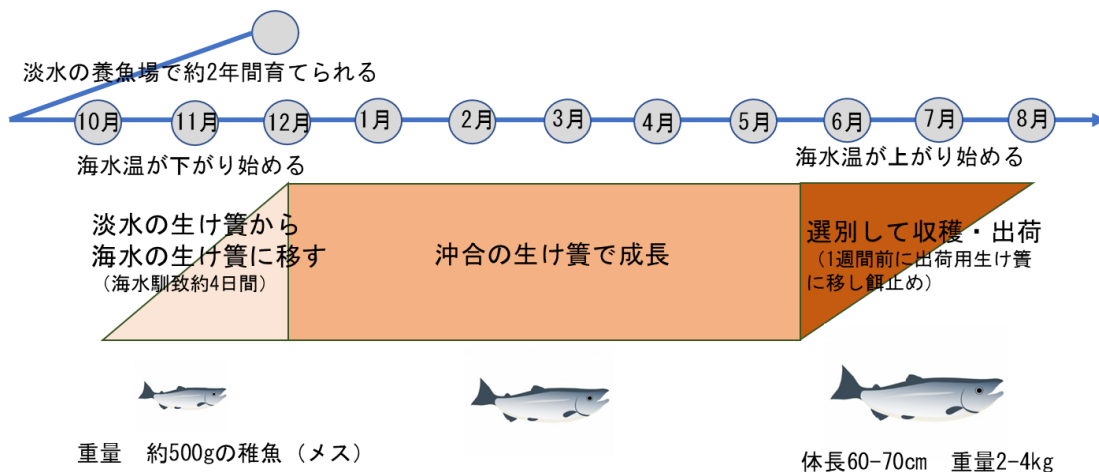 淡水の養魚場で約2年間育てられる
10月 11月 12月 1月 2月 3月 4月 5月 6月 7月 8月
海水温が下がり始める
海水温が上がり始める
淡水の生け簀から
海水の生け簀に移す
（海水馴致約4日間）
沖合の生け簀で成長
選別して収穫・出荷
（1週間前に出荷用生け簀
に移し餌止め）
重量　約500gの稚魚（メス）
体長60-70cm　重量2-4kg